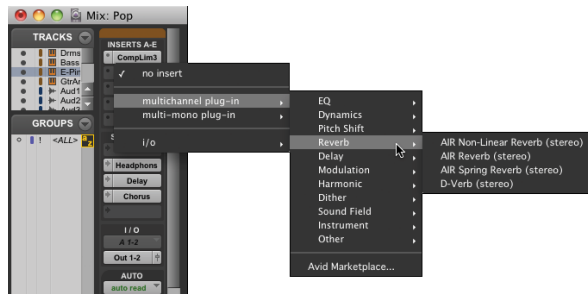 Mix: Pop
TRACKS
Drms
Bass
E-Pir
GtrAr
Aud1
Aud2
Aud3
GROUPS
! <ALL> a z
INSERTS A-E
CompLim3
✓ no insert
multichannel plug-in
multi-mono plug-in
i/o
EQ
Dynamics
Pitch Shift
Reverb
Delay
Modulation
Harmonic
Dither
Sound Field
Instrument
Other
Avid Marketplace...
AIR Non-Linear Reverb (stereo)
AIR Reverb (stereo)
AIR Spring Reverb (stereo)
D-Verb (stereo)
S
Headphons
Delay
Chorus
I / O
A 1-2
Out 1-2
AUTO
auto read